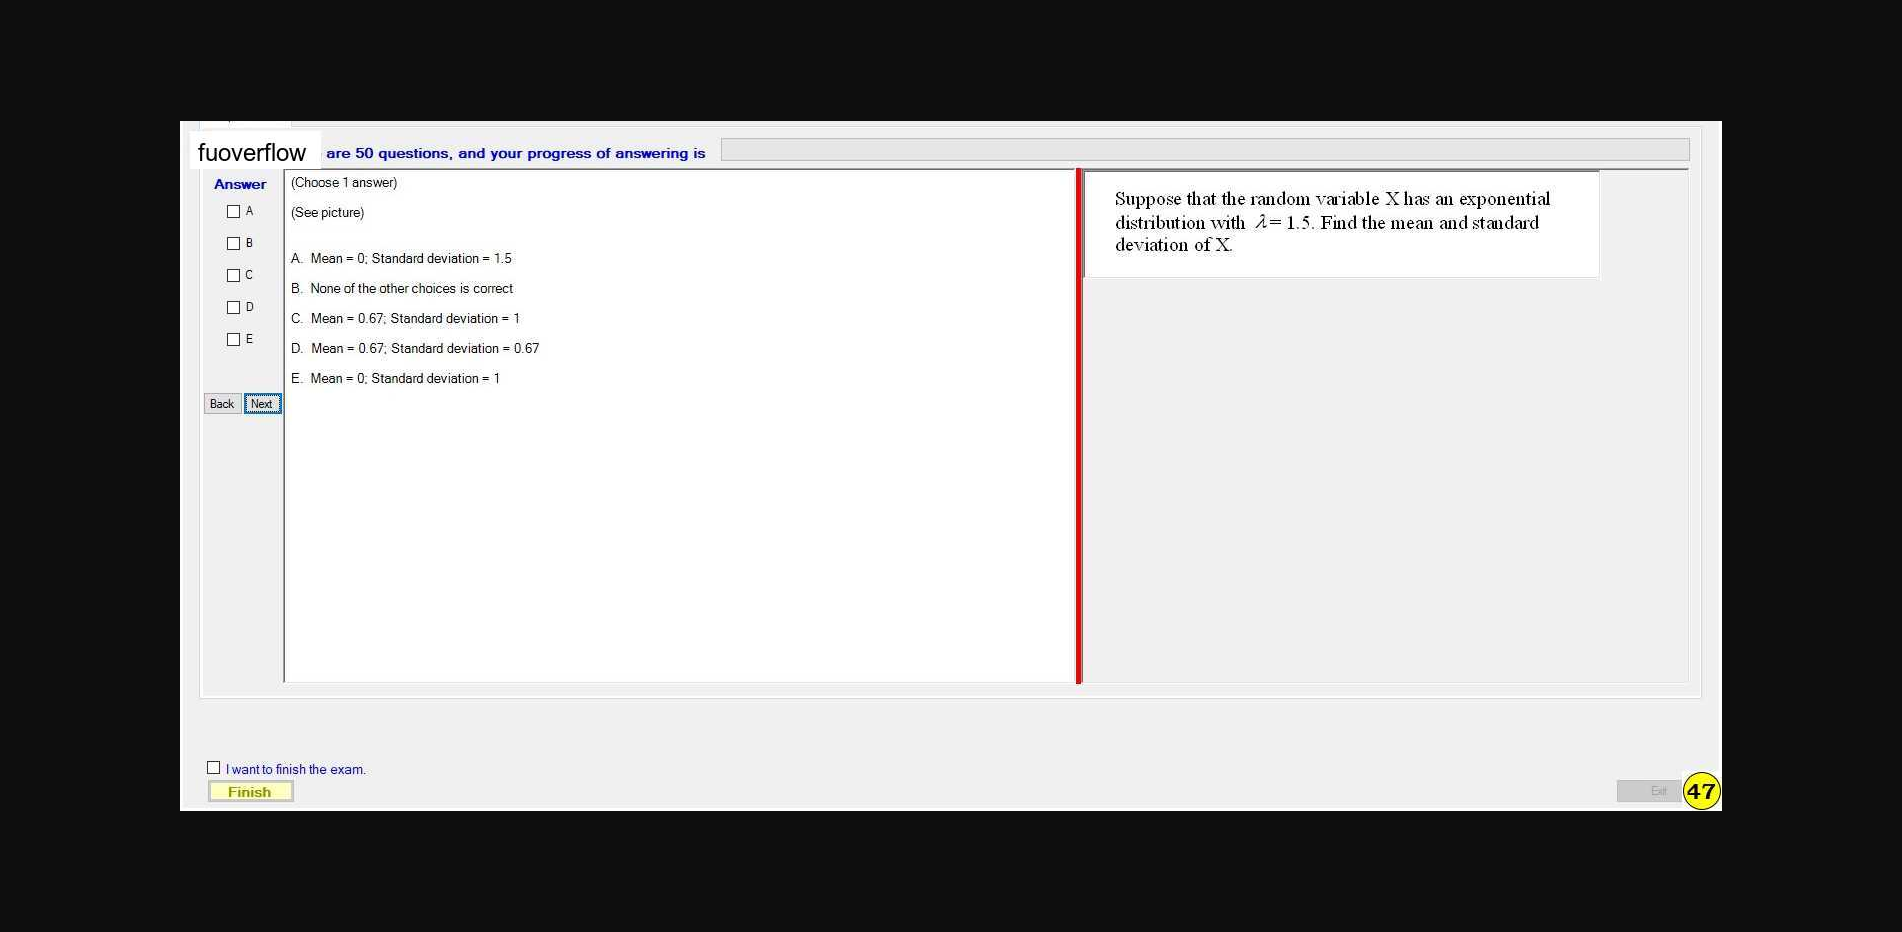 fuoverflow are 50 questions, and your progress of answering is
Answer
A
B
C
D
E
Back Next
(Choose 1 answer)
(See picture)
A. Mean = 0; Standard deviation = 1.5
B. None of the other choices is correct
C. Mean = 0.67; Standard deviation = 1
D. Mean = 0.67; Standard deviation = 0.67
E. Mean = 0; Standard deviation = 1
Suppose that the random variable X has an exponential
distribution with λ = 1.5. Find the mean and standard
deviation of X.
I want to finish the exam.
Finish
Exit
47